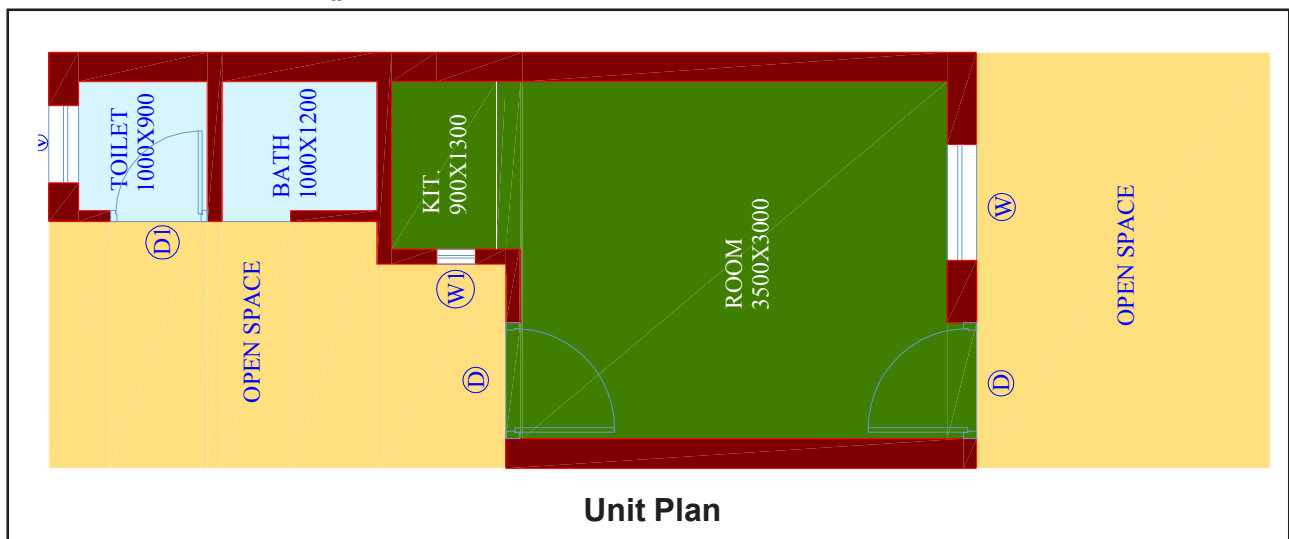 TOILET
1000X900
D1
BATH
1000X1200
OPEN SPACE
KIT.
900X1300
W1
D
ROOM
3500X3000
W
D
OPEN SPACE
Unit Plan